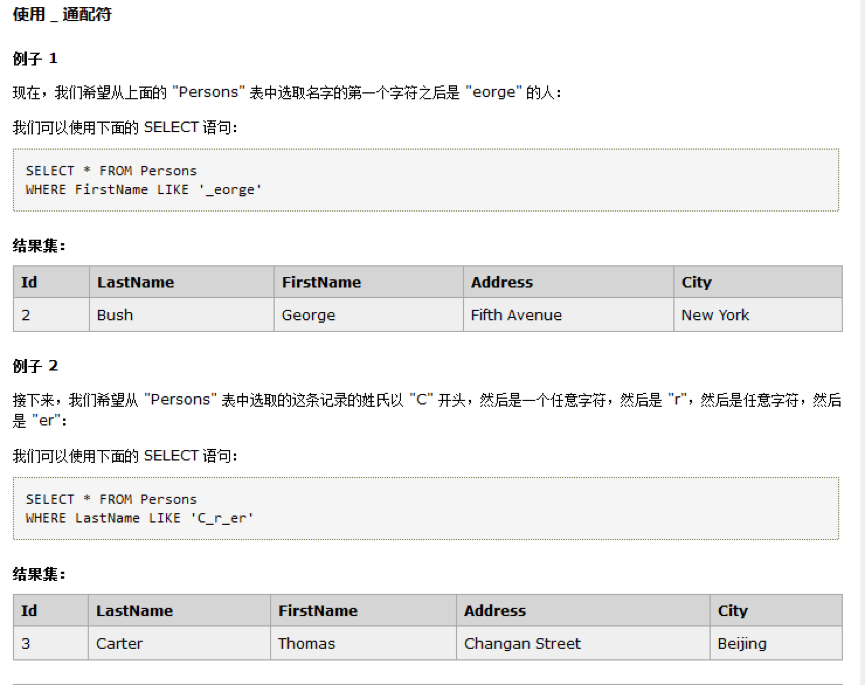 使用 _ 通配符
例子 1
现在，我们希望从上面的 "Persons" 表中选取名字的第一个字符之后是 "eorge" 的人：
我们可以使用下面的 SELECT 语句：
SELECT * FROM Persons
WHERE FirstName LIKE '_eorge'
结果集：
Id LastName FirstName Address City
2 Bush George Fifth Avenue New York
例子 2
接下来，我们希望从 "Persons" 表中选取的这条记录的姓氏以 "C" 开头，然后是一个任意字符，然后是 "r"，然后是任意字符，然后
是 "er"：
我们可以使用下面的 SELECT 语句：
SELECT * FROM Persons
WHERE LastName LIKE 'C_r_er'
结果集：
Id LastName FirstName Address City
3 Carter Thomas Changan Street Beijing